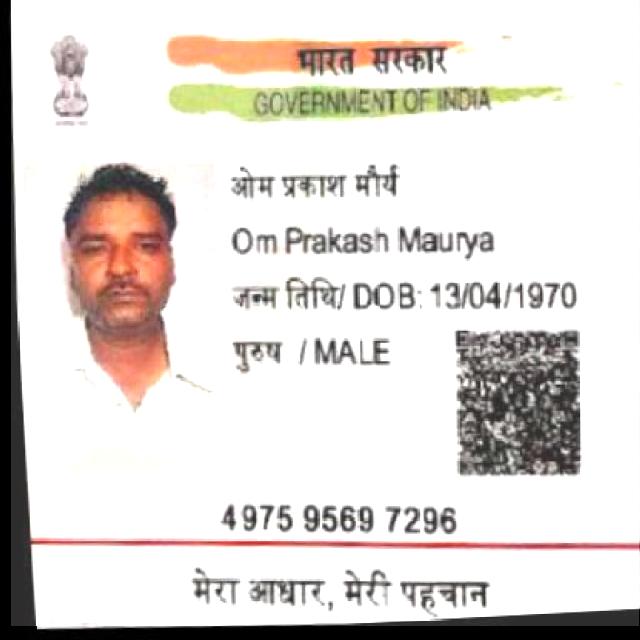 भारत सरकार
GOVERNMENT OF INDIA
ओम प्रकाश मौर्य
Om Prakash Maurya
जन्म तिथि/ DOB: 13/04/1970
पुरुष / MALE
4975 9569 7296
मेरा आधार, मेरी पहचान